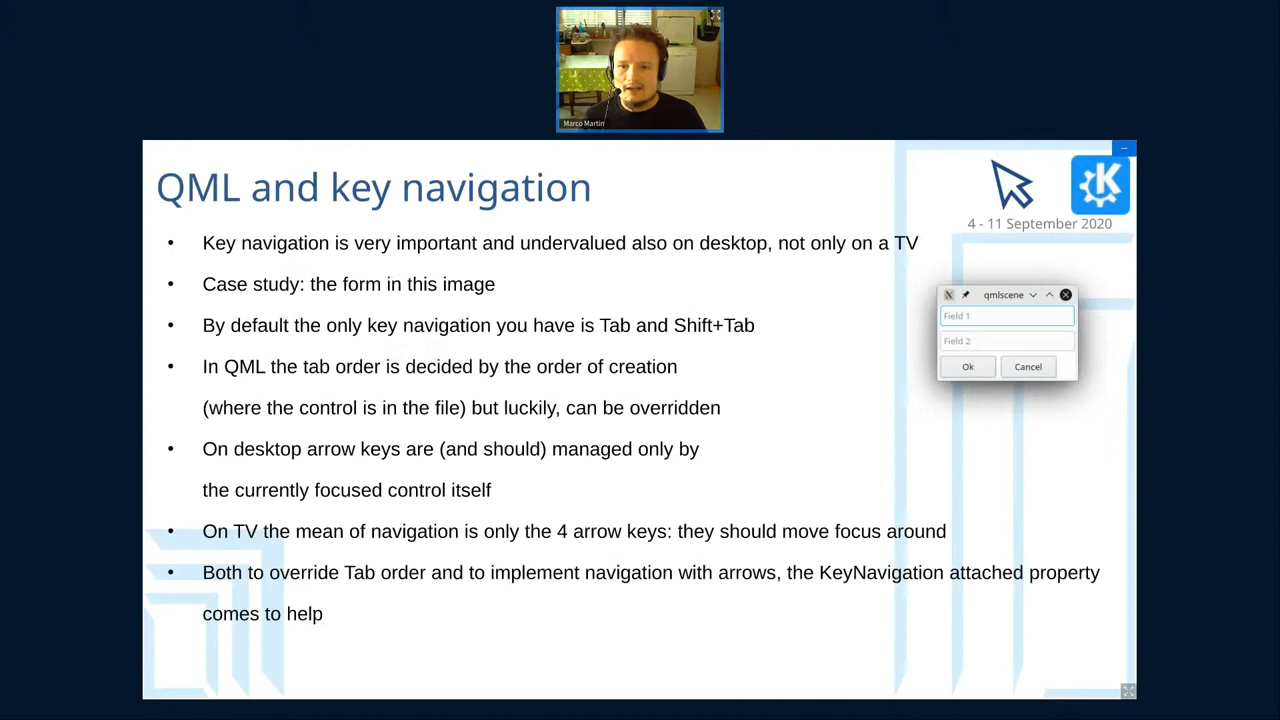 Marco Martin
QML and key navigation
4 - 11 September 2020
• Key navigation is very important and undervalued also on desktop, not only on a TV
• Case study: the form in this image
• By default the only key navigation you have is Tab and Shift+Tab
• In QML the tab order is decided by the order of creation
(where the control is in the file) but luckily, can be overridden
• On desktop arrow keys are (and should) managed only by
the currently focused control itself
• On TV the mean of navigation is only the 4 arrow keys: they should move focus around
• Both to override Tab order and to implement navigation with arrows, the KeyNavigation attached property
comes to help
qmlscene
Field 1
Field 2
Ok Cancel